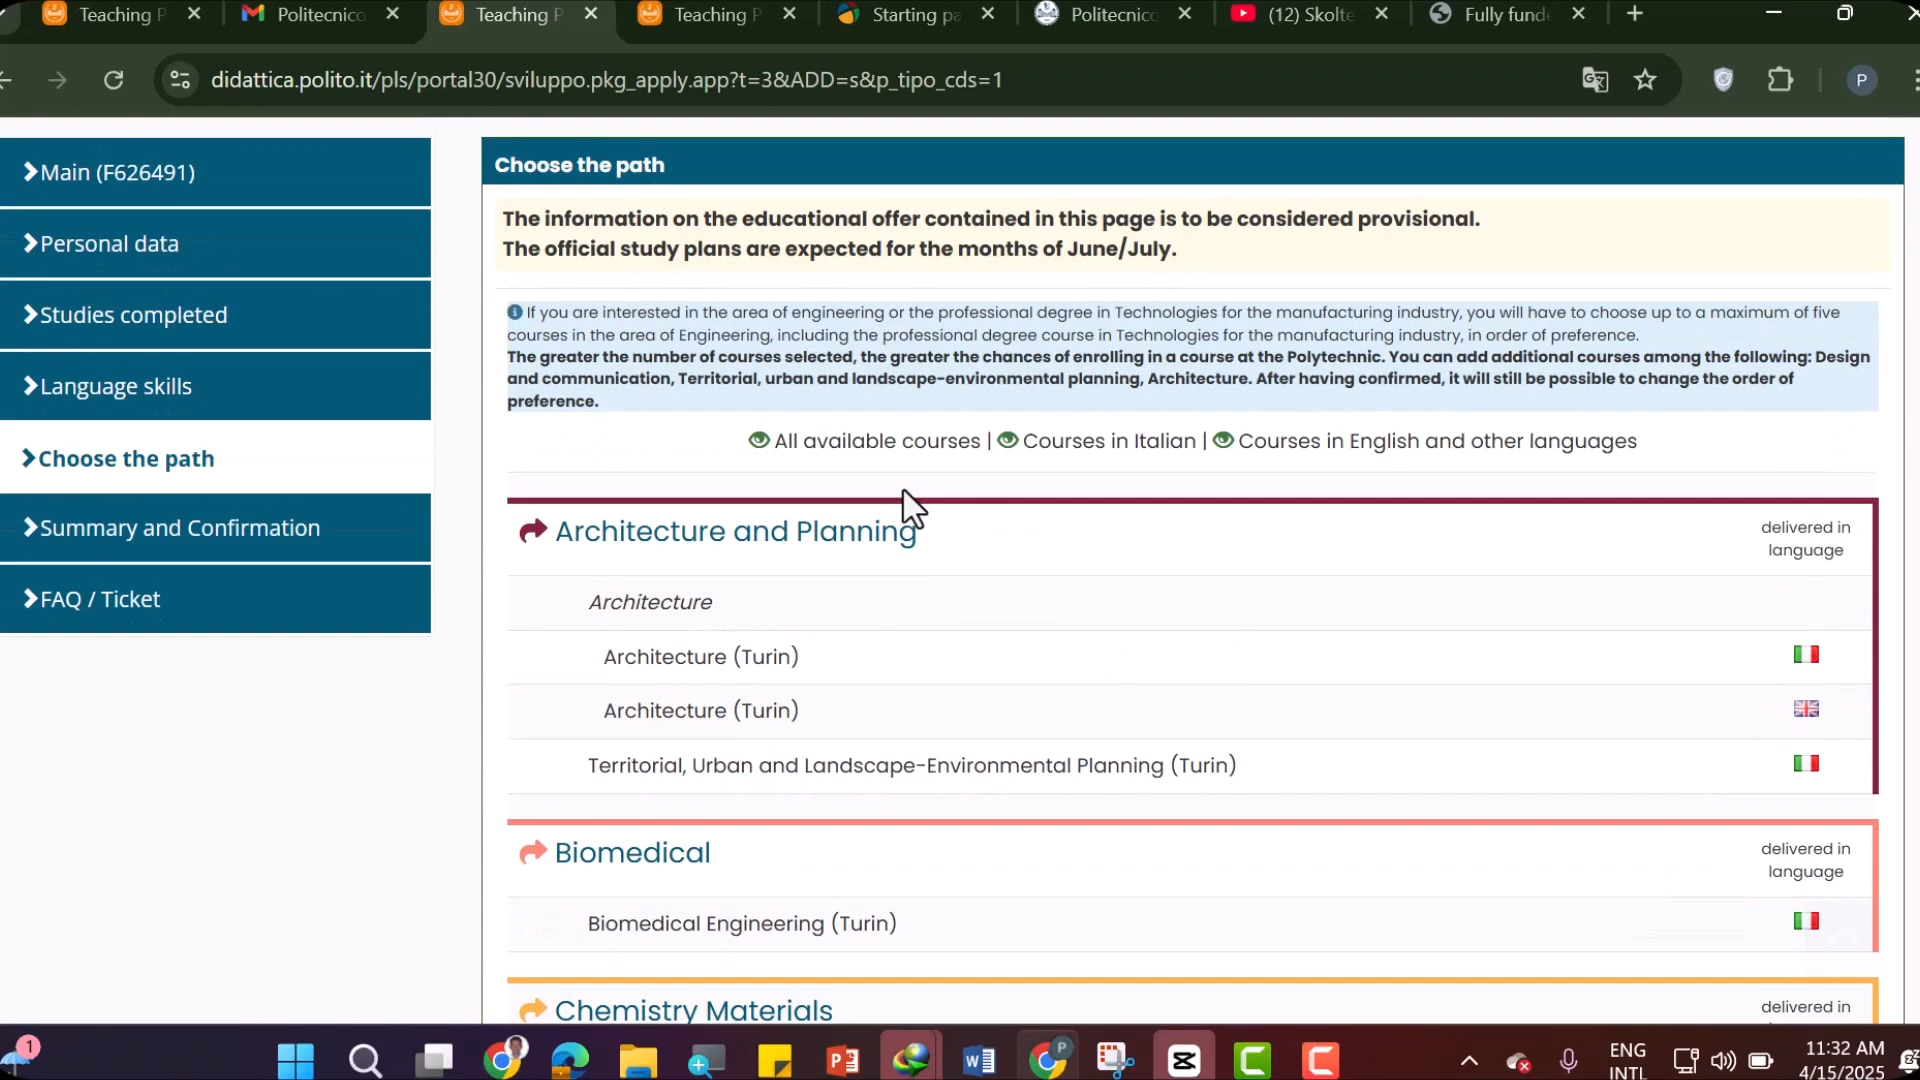 Teaching P
Politecnico
Teaching P
Teaching P
Starting pa
Politecnico
(12) Skolte
Fully funde
didattica.polito.it/pls/portal30/sviluppo.pkg_apply.app?t=3&ADD=s&p_tipo_cds=1
P
Main (F626491)
Personal data
Studies completed
Language skills
Choose the path
Summary and Confirmation
FAQ / Ticket
Choose the path
The information on the educational offer contained in this page is to be considered provisional.
The official study plans are expected for the months of June/July.
If you are interested in the area of engineering or the professional degree in Technologies for the manufacturing industry, you will have to choose up to a maximum of five
courses in the area of Engineering, including the professional degree course in Technologies for the manufacturing industry, in order of preference.
The greater the number of courses selected, the greater the chances of enrolling in a course at the Polytechnic. You can add additional courses among the following: Design
and communication, Territorial, urban and landscape-environmental planning, Architecture. After having confirmed, it will still be possible to change the order of
preference.
All available courses | Courses in Italian | Courses in English and other languages
Architecture and Planning
delivered in
language
Architecture
Architecture (Turin)
Architecture (Turin)
Territorial, Urban and Landscape-Environmental Planning (Turin)
Biomedical
delivered in
language
Biomedical Engineering (Turin)
Chemistry Materials
delivered in
1
P
ENG
INTL
11:32 AM
4/15/2025